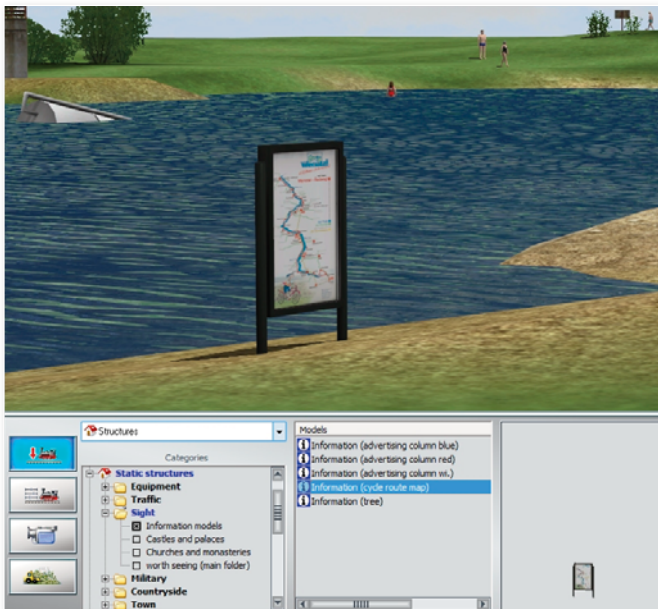 Structures
Categories
Static structures
Equipment
Traffic
Sight
Information models
Castles and palaces
Churches and monasteries
worth seeing (main folder)
Military
Countryside
Town
Models
Information (advertising column blue)
Information (advertising column red)
Information (advertising column wi.)
Information (cycle route map)
Information (tree)